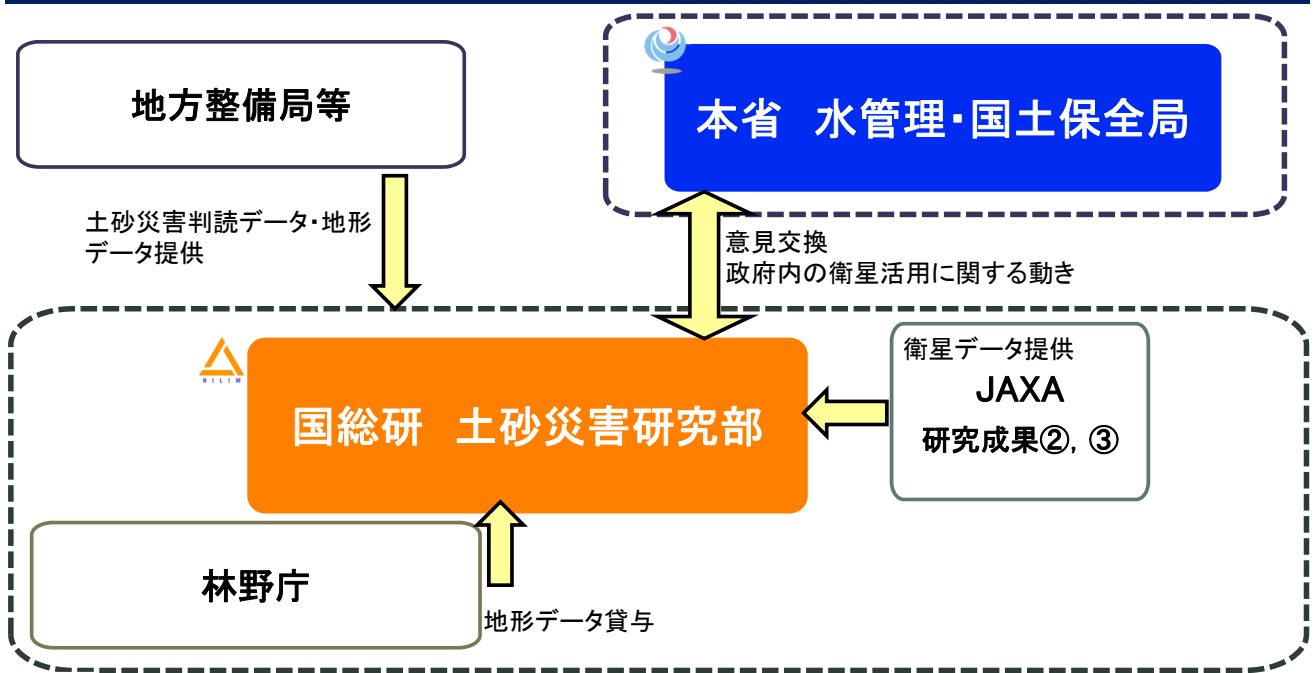 地方整備局等
本省　水管理・国土保全局
土砂災害判読データ・地形
データ提供
意見交換
政府内の衛星活用に関する動き
衛星データ提供
JAXA
研究成果②, ③
NILIM
国総研　土砂災害研究部
林野庁
地形データ貸与